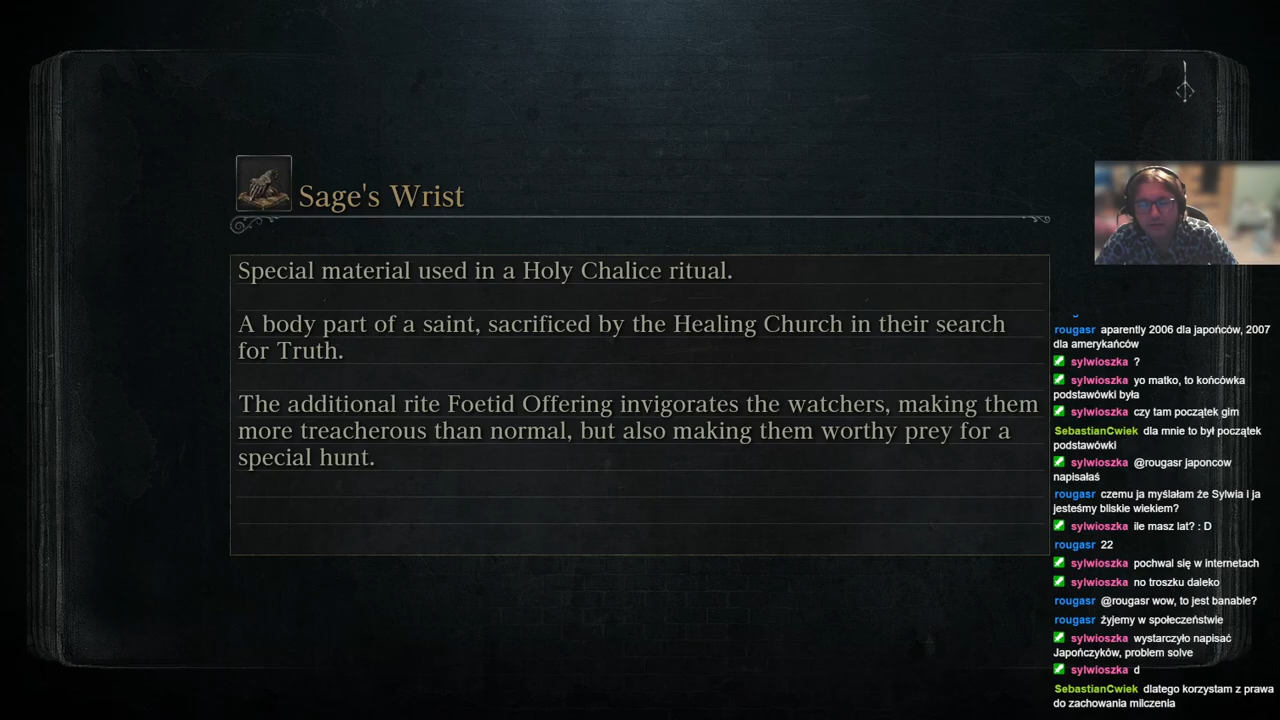 Sage's Wrist
Special material used in a Holy Chalice ritual.
A body part of a saint, sacrificed by the Healing Church in their search
for Truth.
The additional rite Foetid Offering invigorates the watchers, making them
more treacherous than normal, but also making them worthy prey for a
special hunt.
rougasr aparently 2006 dla japońców, 2007
dla amerykańców
sylwioszka ?
sylwioszka yo matko, to końcówka
podstawówki była
sylwioszka czy tam początek gim
SebastianCwiek dla mnie to był początek
podstawówki
sylwioszka @rougasr japoncow
napisałaś
rougasr czemu ja myślałam że Sylwia i ja
jesteśmy bliskie wiekiem?
sylwioszka ile masz lat? : D
rougasr 22
sylwioszka pochwal się w internetach
sylwioszka no troszku daleko
rougasr @rougasr wow, to jest banable?
rougasr żyjemy w społeczeństwie
sylwioszka wystarczyło napisać
Japończyków, problem solve
sylwioszka d
SebastianCwiek dlatego korzystam z prawa
do zachowania milczenia